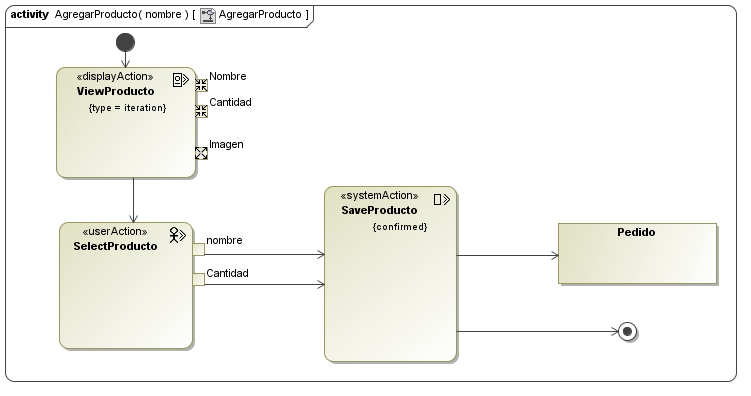 activity AgregarProducto( nombre ) [ AgregarProducto ]
«displayAction»
ViewProducto
{type = iteration}
Nombre
Cantidad
Imagen
«userAction»
SelectProducto
nombre
Cantidad
«systemAction»
SaveProducto
{confirmed}
Pedido